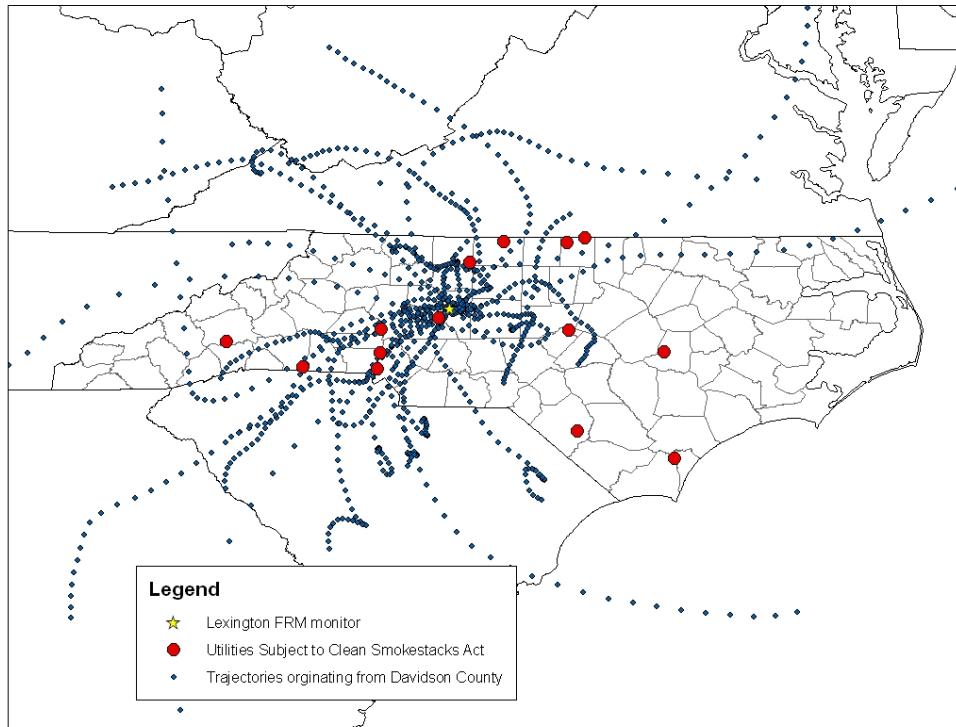 Legend
Lexington FRM monitor
Utilities Subject to Clean Smokestacks Act
Trajectories orginating from Davidson County